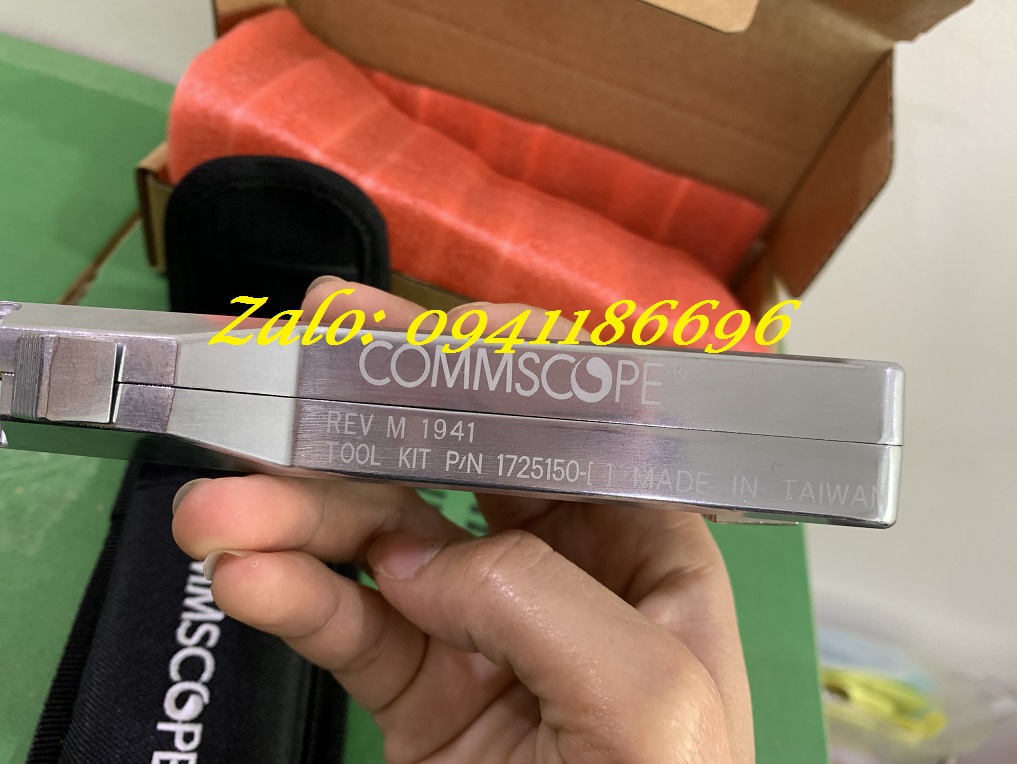 Zalo: 0941186696
COMMSCOPE
REV M 1941
TOOL KIT P/N 1725150-[ ] MADE IN TAIWAN
MMSCOPE